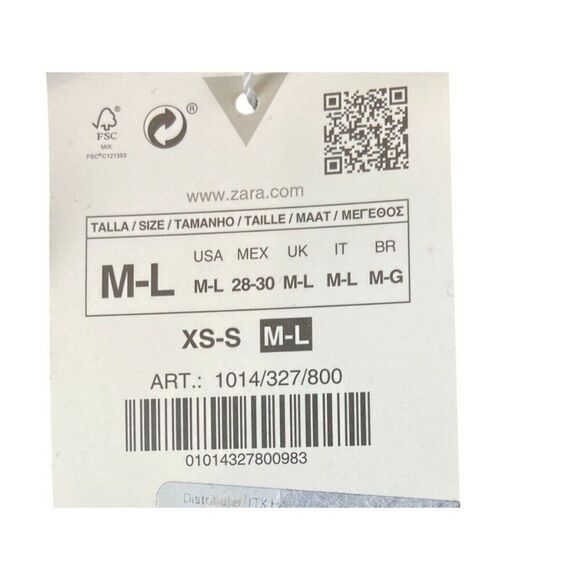 FSC
MIX
FSC® C121353
®
www.zara.com
TALLA / SIZE / TAMANHO / TAILLE / MAAT / ΜΕΓΕΘΟΣ
M-L
USA MEX UK IT BR
M-L 28-30 M-L M-L M-G
XS-S M-L
ART.: 1014/327/800
01014327800983
ITX